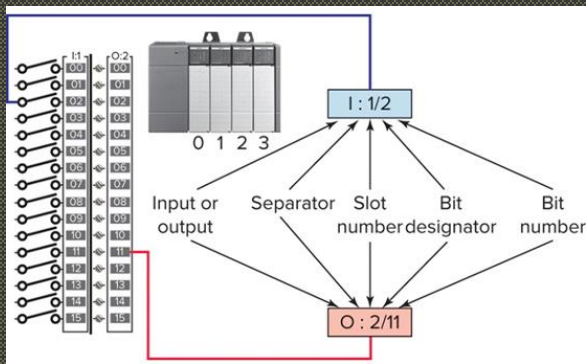 I:1 O:2
00 00
01 01
02 02
03 03
04 04
05 05
06 06
07 07
08 08
09 09
10 10
11 11
12 12
13 13
14 14
15 15
0 1 2 3
I : 1/2
Input or
output
Separator
Slot
number
Bit
designator
Bit
number
O : 2/11